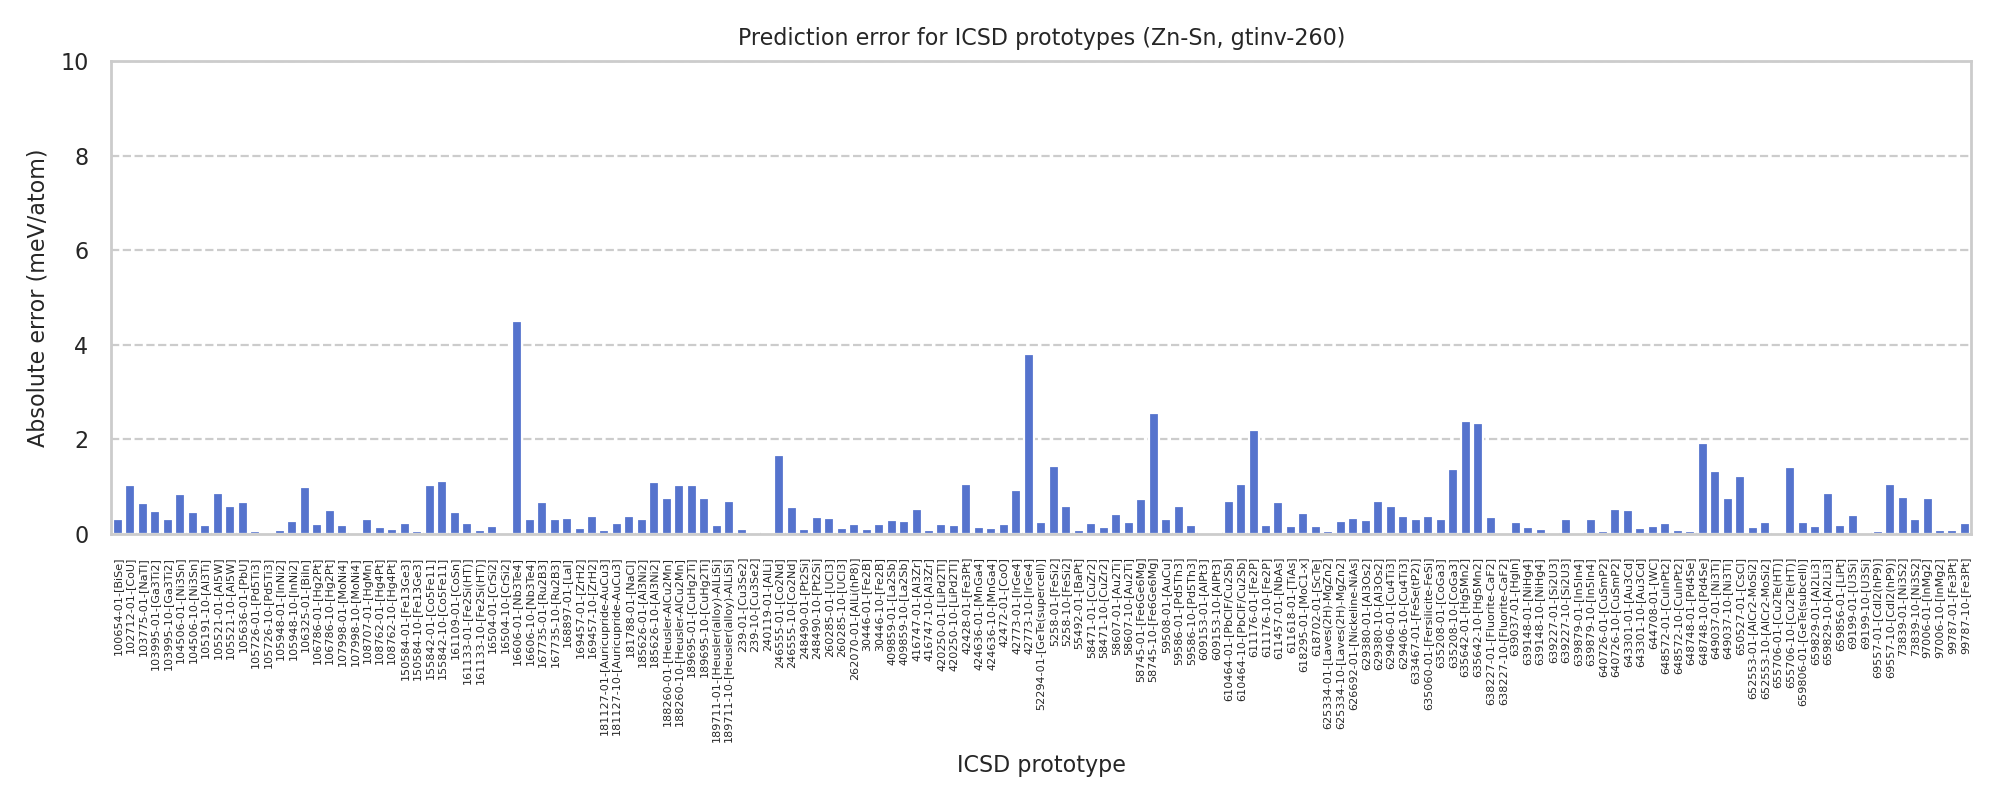 Prediction error for ICSD prototypes (Zn-Sn, gtinv-260)
Absolute error (meV/atom)
10
8
6
4
2
0
100654-01-[BiSe]
102712-01-[CoU]
103775-01-[NaTl]
103995-01-[Ga3Ti2]
103995-10-[Ga3Ti2]
104506-01-[Ni3Sn]
104506-10-[Ni3Sn]
105191-10-[Al3Ti]
105521-01-[Al5W]
105521-10-[Al5W]
105636-01-[PbU]
105726-01-[Pd5Ti3]
105726-10-[Pd5Ti3]
105948-01-[InNi2]
105948-10-[InNi2]
106325-01-[BiIn]
106786-01-[Hg2Pt]
106786-10-[Hg2Pt]
107998-01-[MoNi4]
107998-10-[MoNi4]
108707-01-[HgMn]
108762-01-[Hg4Pt]
108762-10-[Hg4Pt]
150584-01-[Fe13Ge3]
150584-10-[Fe13Ge3]
155842-01-[Co5Fe11]
155842-10-[Co5Fe11]
161109-01-[CoSn]
161133-01-[Fe2Si(HT)]
161133-10-[Fe2Si(HT)]
16504-01-[CrSi2]
16504-10-[CrSi2]
16606-01-[Nb3Te4]
16606-10-[Nb3Te4]
167735-01-[Ru2B3]
167735-10-[Ru2B3]
168897-01-[LaI]
169457-01-[ZrH2]
169457-10-[ZrH2]
181127-01-[Auricupride-AuCu3]
181127-10-[Auricupride-AuCu3]
181788-01-[NaCl]
185626-01-[Al3Ni2]
185626-10-[Al3Ni2]
188260-01-[Heusler-AlCu2Mn]
188260-10-[Heusler-AlCu2Mn]
189695-01-[CuHg2Ti]
189695-10-[CuHg2Ti]
189711-01-[Heusler(alloy)-AlLiSi]
189711-10-[Heusler(alloy)-AlLiSi]
239-01-[Cu3Se2]
239-10-[Cu3Se2]
240119-01-[AlLi]
246555-01-[Co2Nd]
246555-10-[Co2Nd]
248490-01-[Pt2Si]
248490-10-[Pt2Si]
260285-01-[UCl3]
260285-10-[UCl3]
262070-01-[AlLi(hP8)]
30446-01-[Fe2B]
30446-10-[Fe2B]
409859-01-[La2Sb]
409859-10-[La2Sb]
416747-01-[Al3Zr]
416747-10-[Al3Zr]
420250-01-[LiPd2Tl]
420250-10-[LiPd2Tl]
42428-01-[FePt]
424636-01-[MnGa4]
424636-10-[MnGa4]
42472-01-[CoO]
42773-01-[IrGe4]
42773-10-[IrGe4]
52294-01-[GeTe(supercell)]
5258-01-[FeSi2]
5258-10-[FeSi2]
55492-01-[BaPt]
58471-01-[CuZr2]
58471-10-[CuZr2]
58607-01-[Au2Ti]
58607-10-[Au2Ti]
58745-01-[Fe6Ge6Mg]
58745-10-[Fe6Ge6Mg]
59508-01-[AuCu]
59586-01-[Pd5Th3]
59586-10-[Pd5Th3]
609153-01-[AlPt3]
609153-10-[AlPt3]
610464-01-[PbClF/Cu2Sb]
610464-10-[PbClF/Cu2Sb]
611176-01-[Fe2P]
611176-10-[Fe2P]
611457-01-[NbAs]
611618-01-[TiAs]
618295-01-[MoC1-x]
618702-01-[ScTe]
625334-01-[Laves(2H)-MgZn2]
625334-10-[Laves(2H)-MgZn2]
626692-01-[Nickeline-NiAs]
629380-01-[Al3Os2]
629380-10-[Al3Os2]
629406-01-[Cu4Ti3]
629406-10-[Cu4Ti3]
633467-01-[FeSe(tP2)]
635060-01-[Fersilicite-FeSi]
635208-01-[CoGa3]
635208-10-[CoGa3]
635642-01-[Hg5Mn2]
635642-10-[Hg5Mn2]
638227-01-[Fluorite-CaF2]
638227-10-[Fluorite-CaF2]
639037-01-[HgIn]
639148-01-[NiHg4]
639148-10-[NiHg4]
639227-01-[Si2U3]
639227-10-[Si2U3]
639879-01-[In5In4]
639879-10-[In5In4]
640726-01-[CuSmP2]
640726-10-[CuSmP2]
643301-01-[Au3Cd]
643301-10-[Au3Cd]
644708-01-[WC]
648572-01-[CuInPt2]
648572-10-[CuInPt2]
648748-01-[Pd4Se]
648748-10-[Pd4Se]
649037-01-[Ni3Ti]
649037-10-[Ni3Ti]
650527-01-[CsCl]
652553-01-[AlCr2-MoSi2]
652553-10-[AlCr2-MoSi2]
655706-01-[Cu2Te(HT)]
655706-10-[Cu2Te(HT)]
659806-01-[GeTe(subcell)]
659829-01-[Al2Li3]
659829-10-[Al2Li3]
659856-01-[LiPt]
69199-01-[U3Si]
69199-10-[U3Si]
69557-01-[CdI2(hP9)]
69557-10-[CdI2(hP9)]
73839-01-[Ni3S2]
73839-10-[Ni3S2]
97006-01-[InMg2]
97006-10-[InMg2]
99787-01-[Fe3Pt]
99787-10-[Fe3Pt]
ICSD prototype